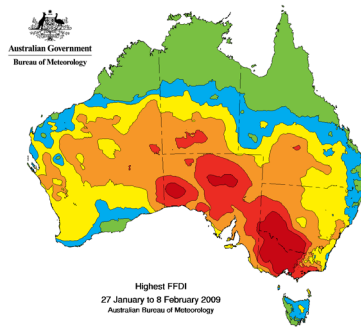 Australian Government
Bureau of Meteorology
Highest FFDI
27 January to 8 February 2009
Australian Bureau of Meteorology